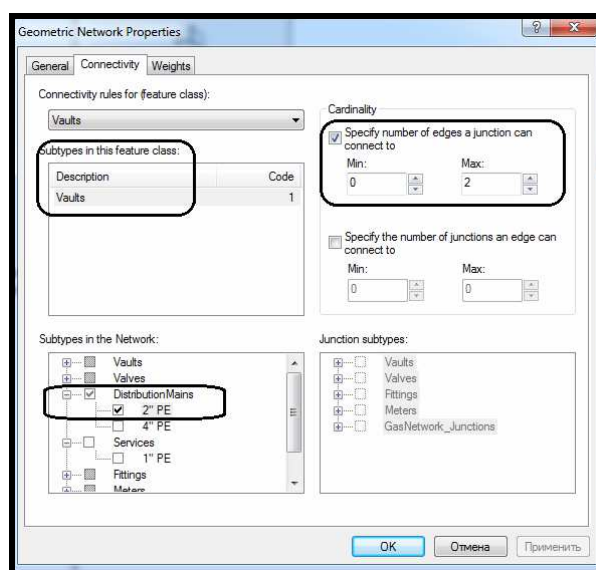 Geometric Network Properties
General Connectivity Weights
Connectivity rules for (feature class):
Vaults
Subtypes in this feature class:
Description Code
Vaults 1
Cardinality
Specify number of edges a junction can
connect to
Min: Max:
0 2
Specify the number of junctions an edge can
connect to
Min: Max:
0 0
Subtypes in the Network:
Vaults
Valves
DistributionMains
2" PE
4" PE
Services
1" PE
Fittings
Meters
Junction subtypes:
Vaults
Valves
Fittings
Meters
GasNetwork_Junctions
OK Отмена Применить